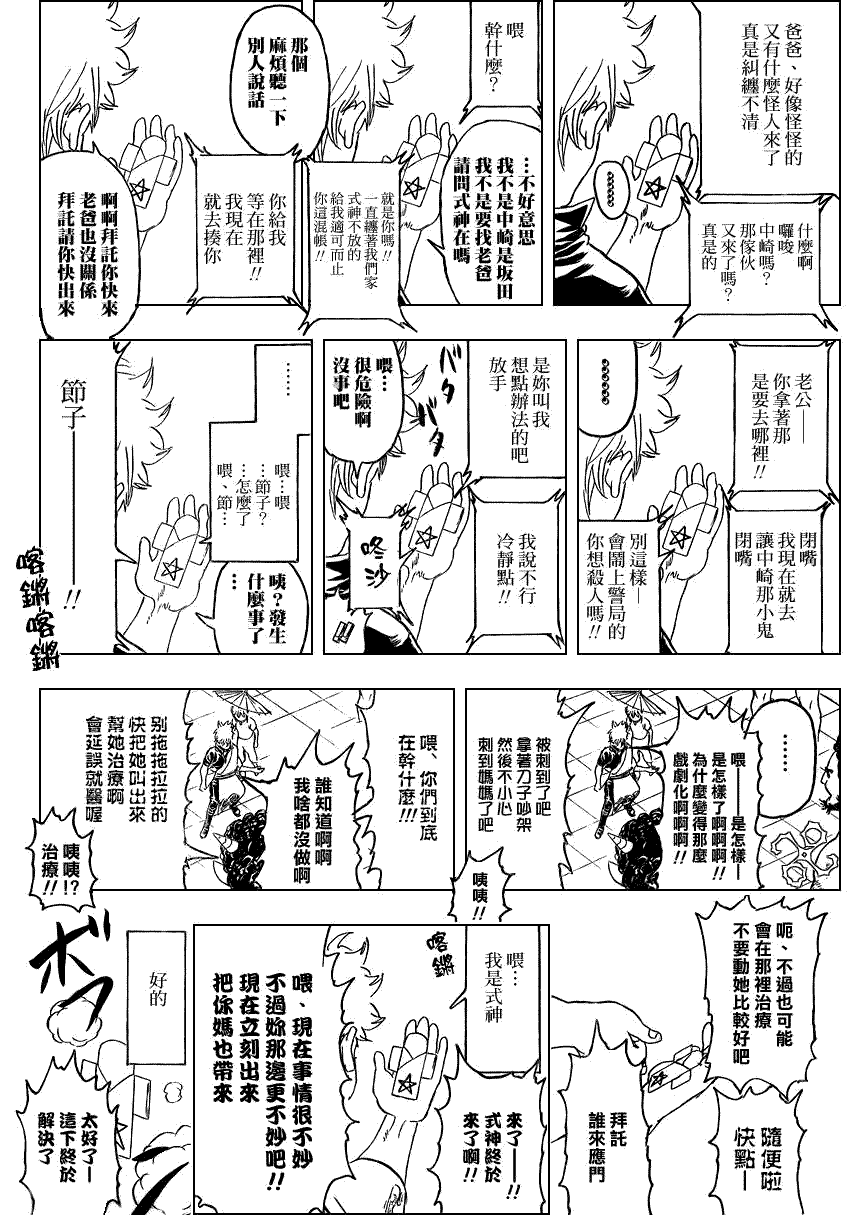 爸爸、好像怪怪的
又有什麼怪人來了
真是糾纏不清
什麼啊
囉唆
中崎嗎?
那傢伙
又來了嗎?
真是的
……
喂
幹什麼?
…不好意思
我不是中崎是坂田
我不是要找老爸
請問式神在嗎
就是你嗎!!
一直纏著我們家
式神不放的
給我適可而止
你這混帳!!
那個
麻煩聽一下
別人說話
你給我
等在那裡!!
我現在
就去揍你
啊啊拜託你快來
老爸也沒關係
拜託請你快出來
老公——
你拿著那
是要去哪裡!!
閉嘴
我現在就去
讓中崎那小鬼
閉嘴
……
別這樣—
會鬧上警局的
你想殺人嗎!!
是妳叫我
想點辦法的吧
放手
我說不行
冷靜點!!
バタ
バタ
喂…
很危險啊
沒事吧
咚沙
……
喂…喂
…節子?
…怎麼了
喂、節…
咦?發生
什麼事了
…
節子————!!
喀鏘
喀鏘
……
喂———是怎樣—
是怎樣了啊啊啊!!
為什麼變得那麼
戲劇化啊啊啊!!
被刺到了吧
拿著刀子吵架
然後不小心
刺到媽媽了吧
咦咦!!
喂、你們到底
在幹什麼!!!
誰知道啊啊
我啥都沒做啊
别拖拖拉拉的
快把她叫出來
幫她治療啊
會延誤就醫喔
咦咦!?
治療!!
呃、不過也可能
會在那裡治療
不要動她比較好吧
隨便啦
快點—
拜託
誰來應門
喂…
我是式神
喀鏘
來了——!!
式神終於
來了啊!!
喂、現在事情很不妙
不過妳那邊更不妙吧!!
現在立刻出來
把你媽也帶來
好的
ボフ
太好了—
這下終於
解決了